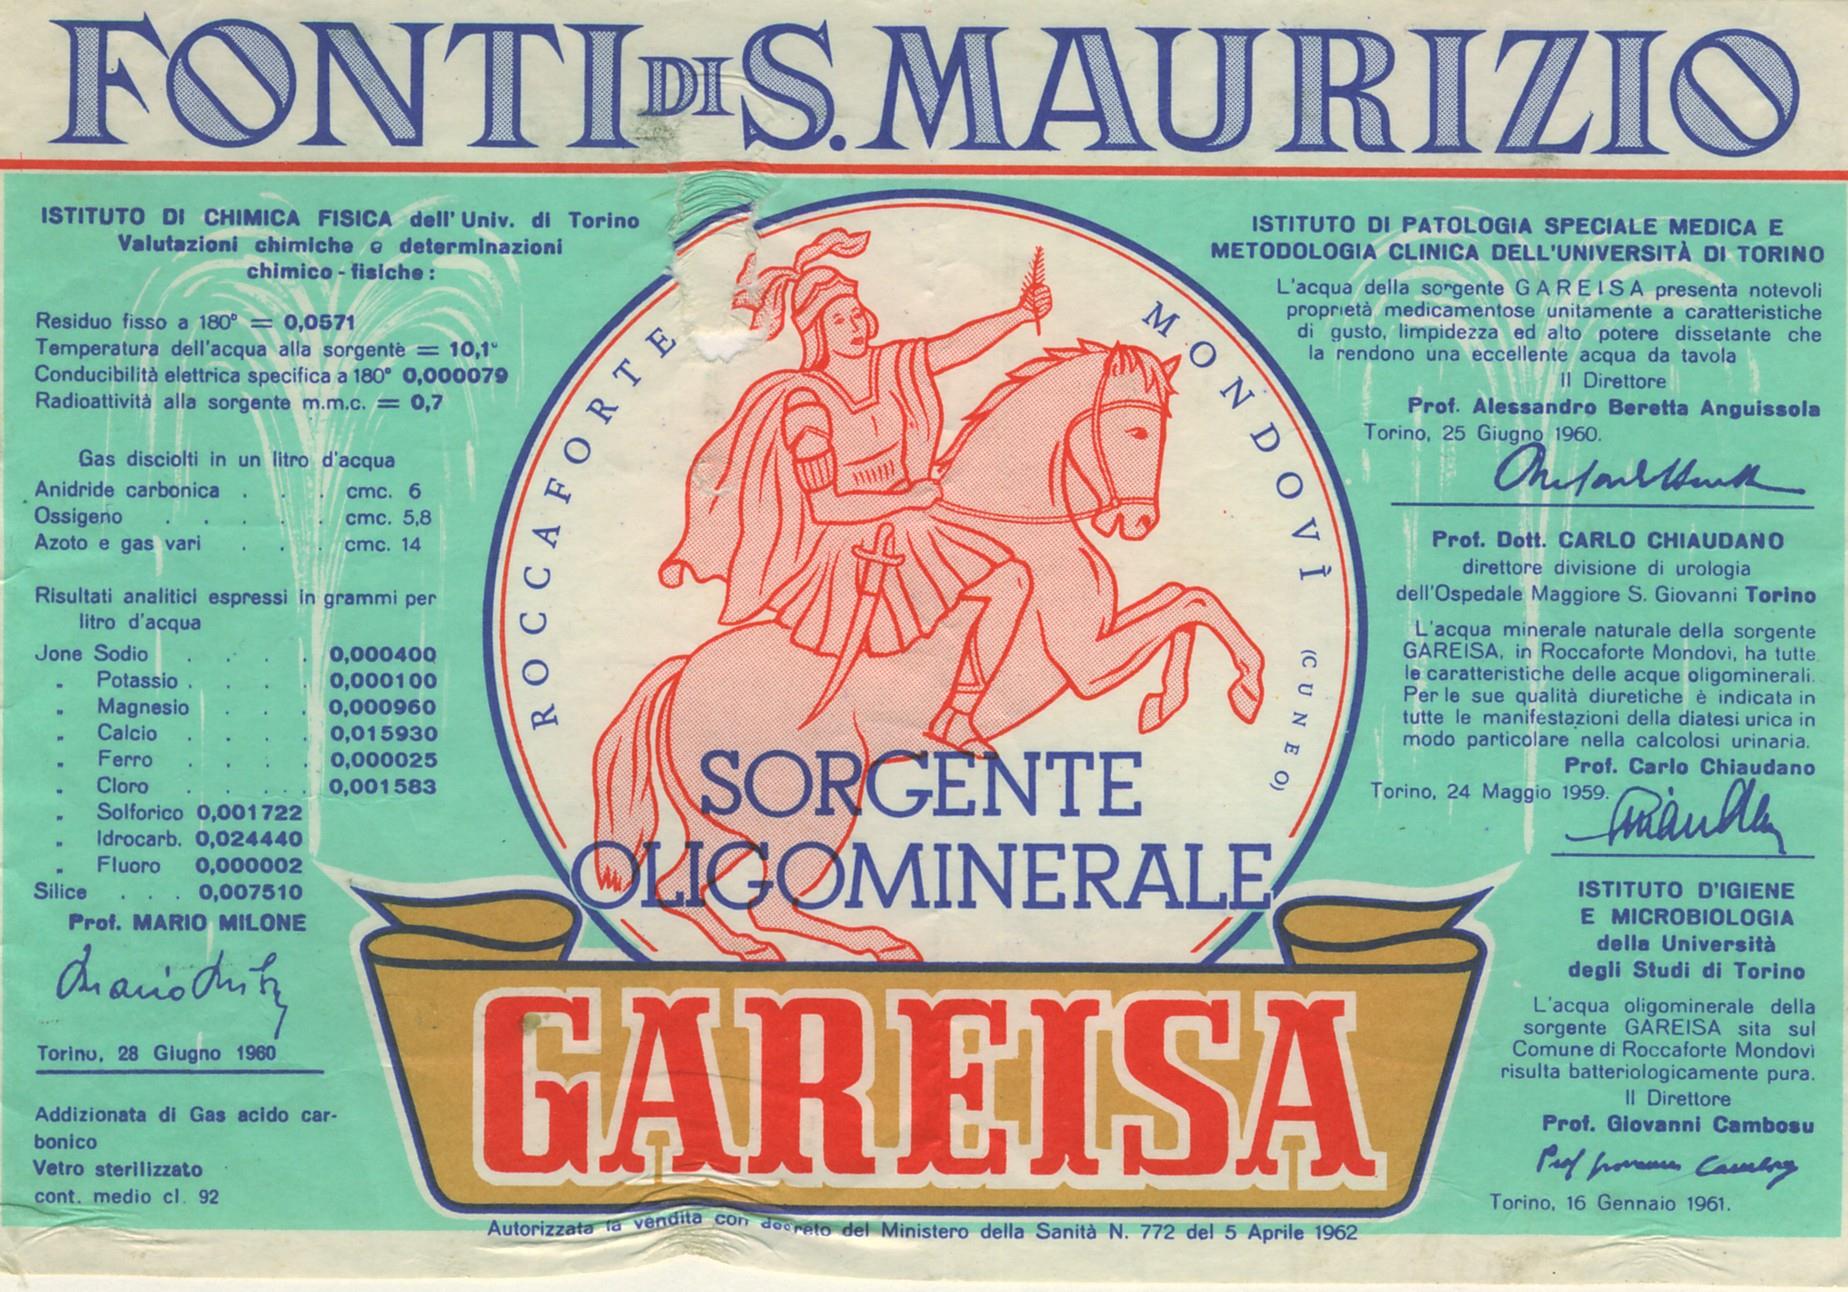 FONTI DI S. MAURIZIO
ISTITUTO DI CHIMICA FISICA dell'Univ. di Torino
Valutazioni chimiche e determinazioni
chimico-fisiche:
Residuo fisso a 180° = 0,0571
Temperatura dell'acqua alla sorgente = 10,1°
Conducibilità elettrica specifica a 180° 0,000079
Radioattività alla sorgente m.m.c. = 0,7
Gas disciolti in un litro d'acqua
Anidride carbonica . . . cmc. 6
Ossigeno . . . . . cmc. 5,8
Azoto e gas vari . . . cmc. 14
Risultati analitici espressi in grammi per
litro d'acqua
Jone Sodio . . . . 0,000400
„ Potassio . . . . 0,000100
„ Magnesio . . . 0,000960
„ Calcio . . . . 0,015930
„ Ferro . . . . 0,000025
„ Cloro . . . . . 0,001583
„ Solforico 0,001722
„ Idrocarb. 0,024440
„ Fluoro 0,000002
Silice . . . 0,007510
Prof. MARIO MILONE
Torino, 28 Giugno 1960
Addizionata di Gas acido car-
bonico
Vetro sterilizzato
cont. medio cl. 92
ROCCAFORTE MONDOVÌ (CUNEO)
SORGENTE
OLIGOMINERALE
GAREISA
Autorizzata la vendita con decreto del Ministero della Sanità N. 772 del 5 Aprile 1962
ISTITUTO DI PATOLOGIA SPECIALE MEDICA E
METODOLOGIA CLINICA DELL'UNIVERSITÀ DI TORINO
L'acqua della sorgente GAREISA presenta notevoli
proprietà medicamentose unitamente a caratteristiche
di gusto, limpidezza ed alto potere dissetante che
la rendono una eccellente acqua da tavola
Il Direttore
Prof. Alessandro Beretta Anguissola
Torino, 25 Giugno 1960.
Prof. Dott. CARLO CHIAUDANO
direttore divisione di urologia
dell'Ospedale Maggiore S. Giovanni Torino
L'acqua minerale naturale della sorgente
GAREISA, in Roccaforte Mondovì, ha tutte
le caratteristiche delle acque oligominerali.
Per le sue qualità diuretiche è indicata in
tutte le manifestazioni della diatesi urica in
modo particolare nella calcolosi urinaria.
Prof. Carlo Chiaudano
Torino, 24 Maggio 1959.
ISTITUTO D'IGIENE
E MICROBIOLOGIA
della Università
degli Studi di Torino
L'acqua oligominerale della
sorgente GAREISA sita sul
Comune di Roccaforte Mondovì
risulta batteriologicamente pura.
Il Direttore
Prof. Giovanni Cambosu
Torino, 16 Gennaio 1961.